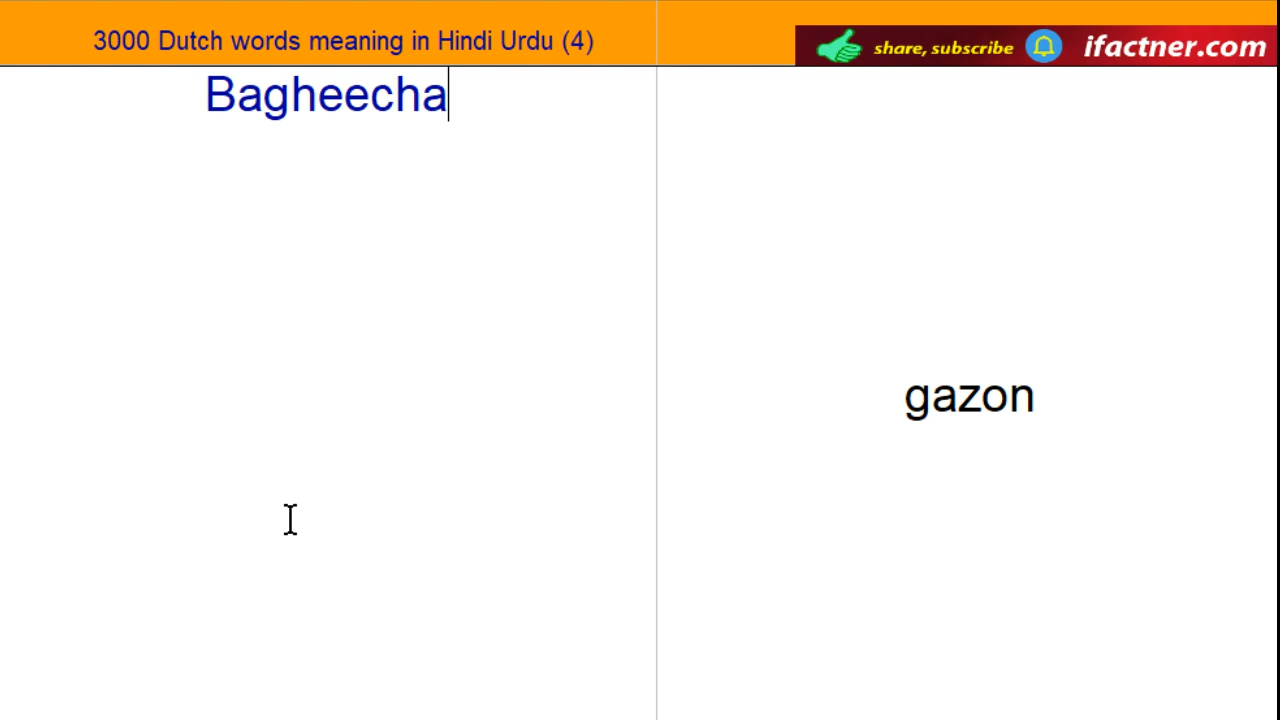 3000 Dutch words meaning in Hindi Urdu (4)
share, subscribe
ifactner.com
Bagheecha
gazon